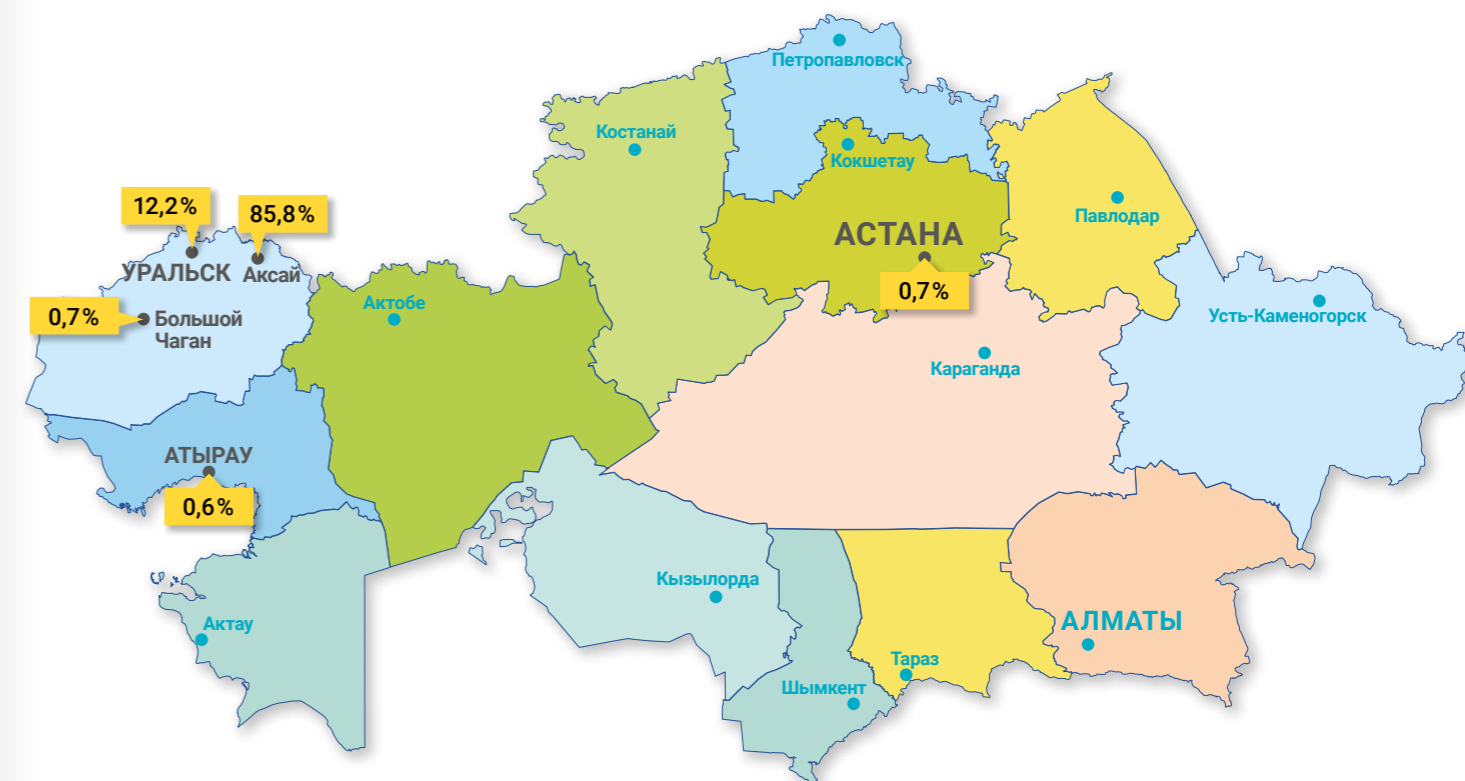 Петропавловск
Костанай
Кокшетау
12,2%
85,8%
Павлодар
АСТАНА
УРАЛЬСК
Аксай
0,7%
Актобе
0,7%
Большой
Чаган
Усть-Каменогорск
Караганда
АТЫРАУ
0,6%
Кызылорда
Актау
АЛМАТЫ
Тараз
Шымкент